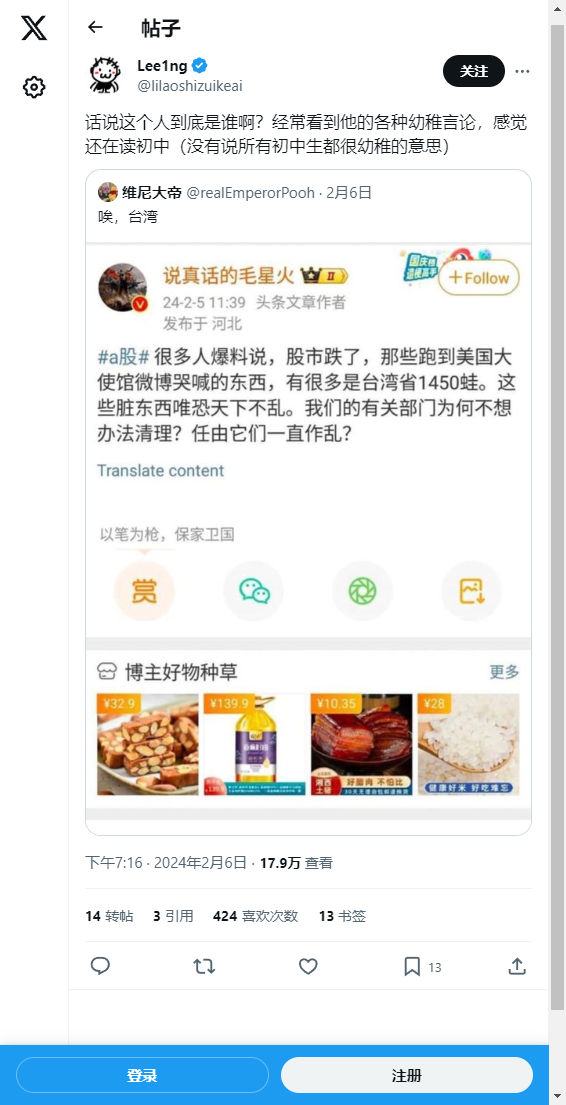 帖子
Lee1ng
@lilaoshizuikeai
关注
话说这个人到底是谁啊？经常看到他的各种幼稚言论，感觉
还在读初中（没有说所有初中生都很幼稚的意思）
维尼大帝 @realEmperorPooh · 2月6日
唉，台湾
说真话的毛星火 II
国庆榜
Follow
24-2-5 11:39 头条文章作者
发布于 河北
#a股# 很多人爆料说，股市跌了，那些跑到美国大
使馆微博哭喊的东西，有很多是台湾省1450蛙。这
些脏东西唯恐天下不乱。我们的有关部门为何不想
办法清理？任由它们一直作乱？
Translate content
以笔为枪，保家卫国
赏
博主好物种草
更多
¥32.9
¥139.9
¥10.35
¥28
湘西
土猪
好腊肉 不怕比
健康好米 好吃难忘
下午7:16 · 2024年2月6日 · 17.9万 查看
14 转帖 3 引用 424 喜欢次数 13 书签
13
登录
注册